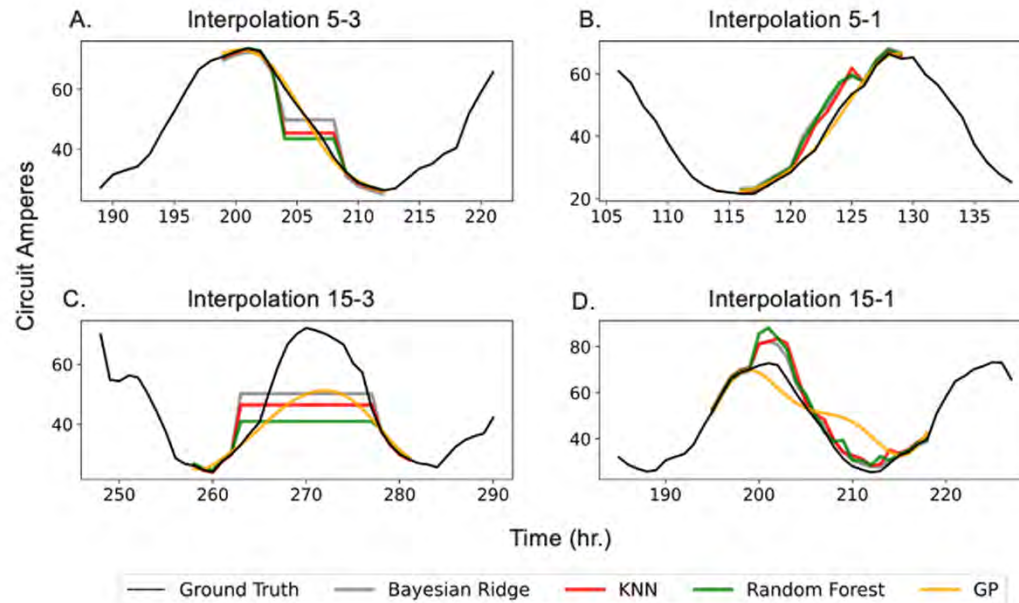 A. Interpolation 5-3
B. Interpolation 5-1
60
40
190 195 200 205 210 215 220
60
40
20
105 110 115 120 125 130 135
Circuit Amperes
C. Interpolation 15-3
D. Interpolation 15-1
60
40
250 260 270 280 290
80
60
40
190 200 210 220
Time (hr.)
Ground Truth Bayesian Ridge KNN Random Forest GP